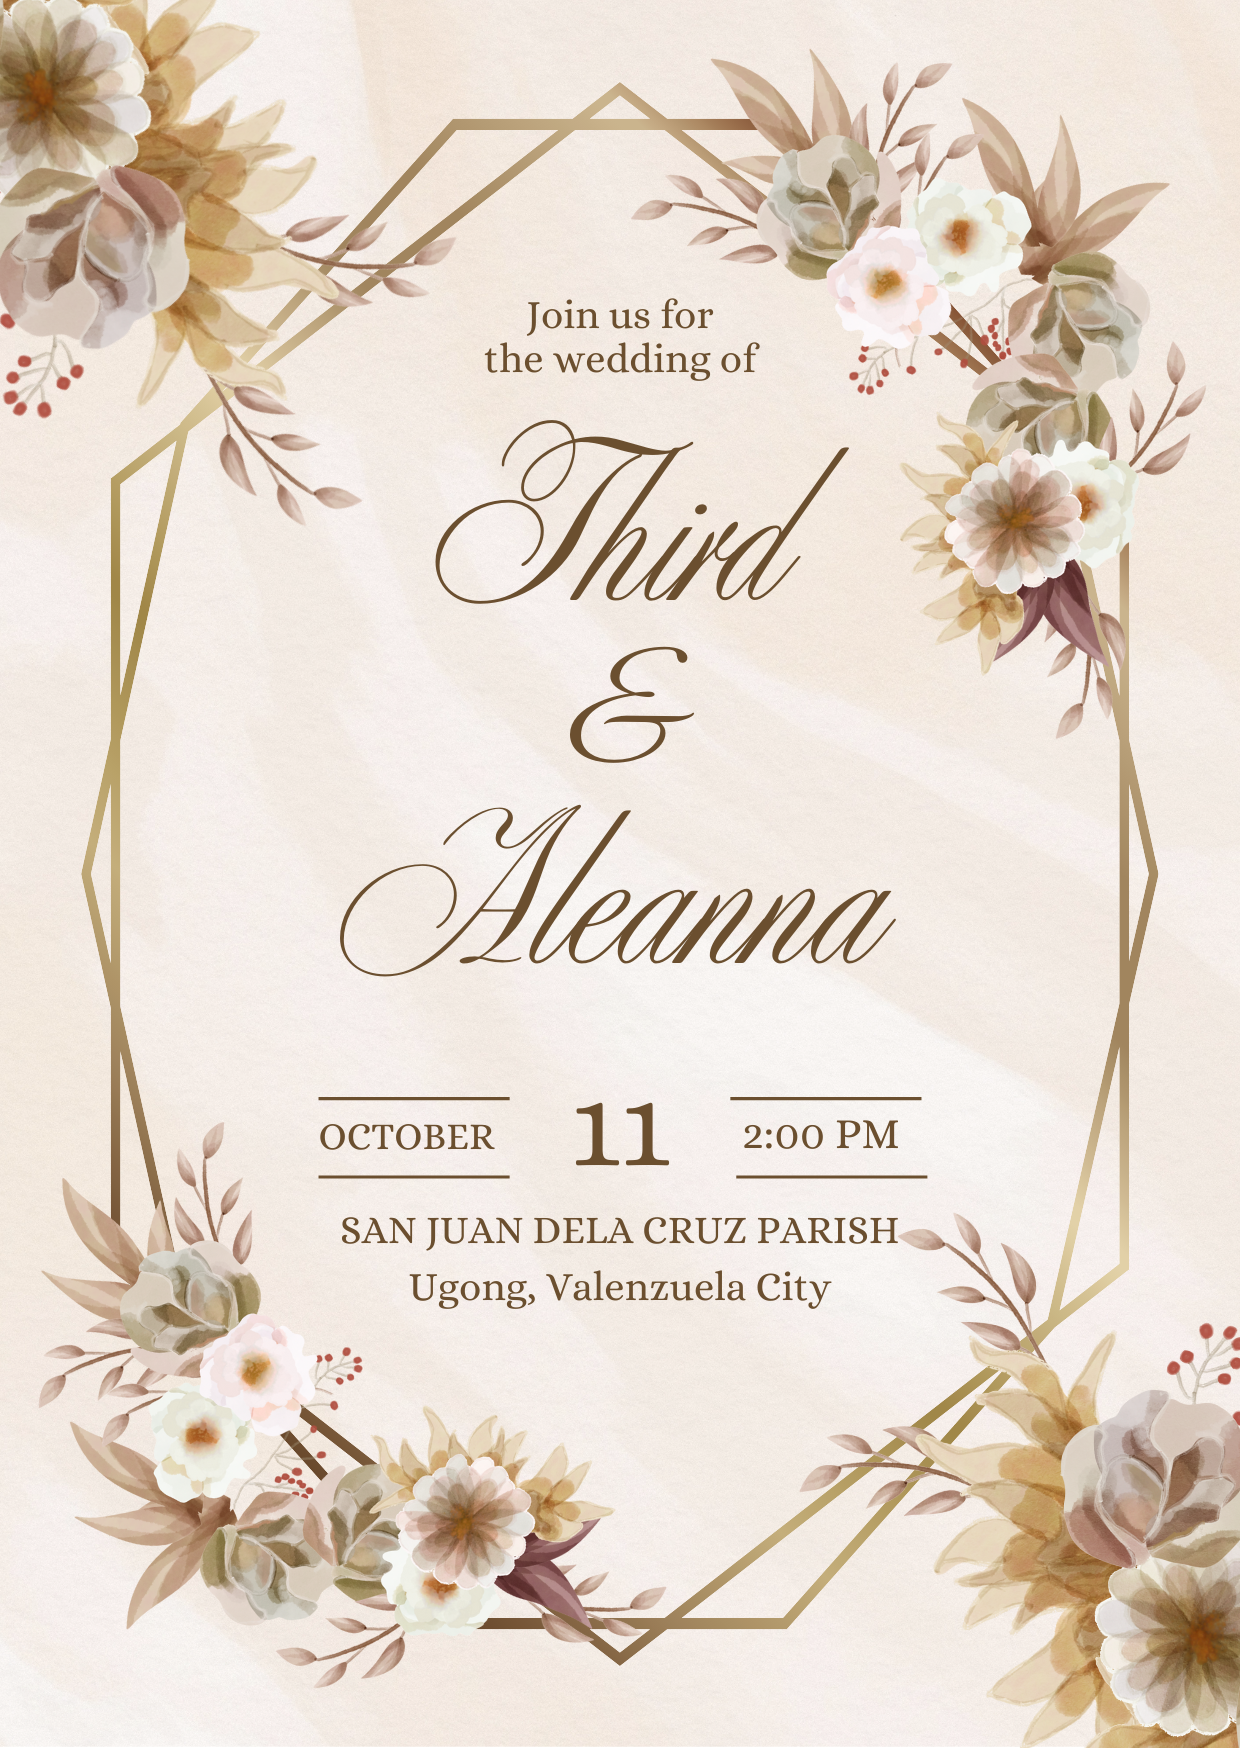 Join us for
the wedding of
Third
&
Aleanna
OCTOBER 11 2:00 PM
SAN JUAN DELA CRUZ PARISH
Ugong, Valenzuela City